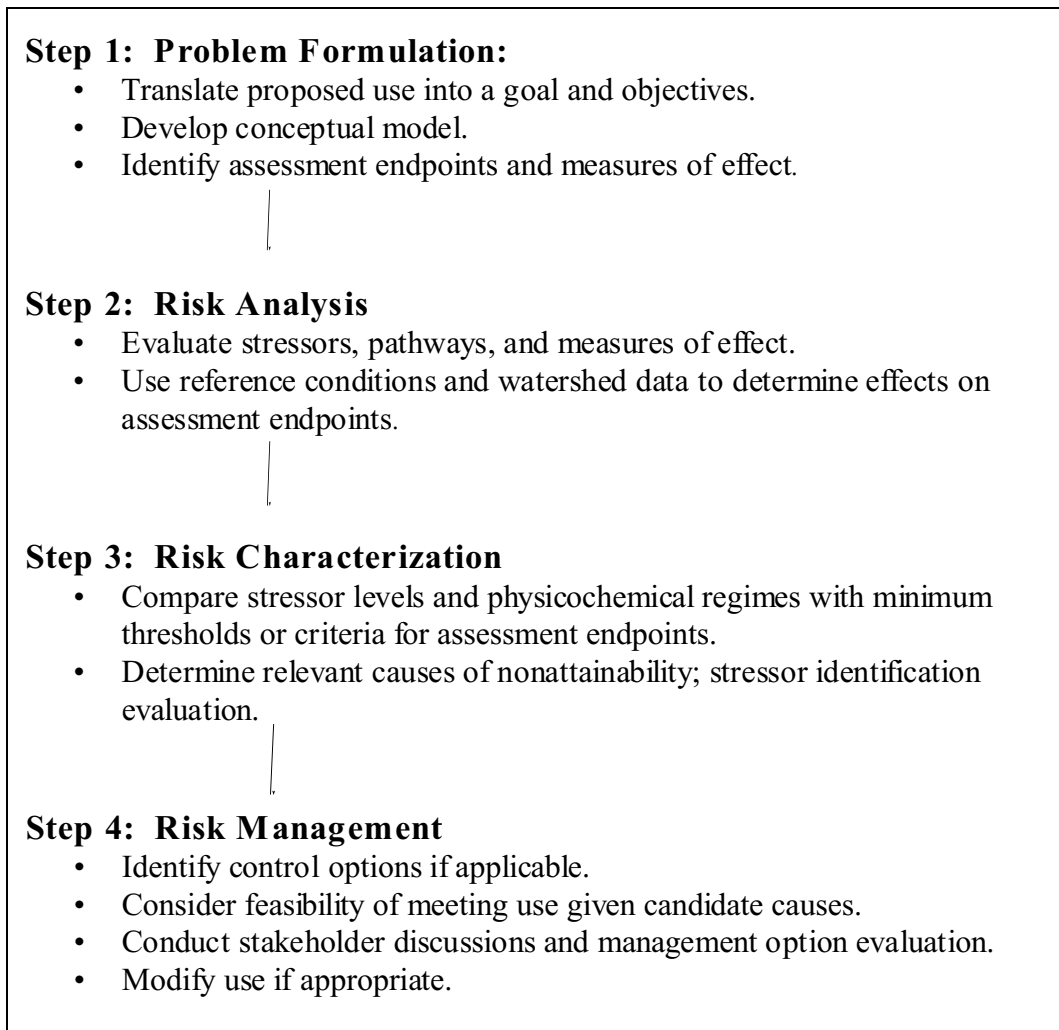 Step 1: Problem Formulation:
• Translate proposed use into a goal and objectives.
• Develop conceptual model.
• Identify assessment endpoints and measures of effect.
Step 2: Risk Analysis
• Evaluate stressors, pathways, and measures of effect.
• Use reference conditions and watershed data to determine effects on
assessment endpoints.
Step 3: Risk Characterization
• Compare stressor levels and physicochemical regimes with minimum
thresholds or criteria for assessment endpoints.
• Determine relevant causes of nonattainability; stressor identification
evaluation.
Step 4: Risk Management
• Identify control options if applicable.
• Consider feasibility of meeting use given candidate causes.
• Conduct stakeholder discussions and management option evaluation.
• Modify use if appropriate.